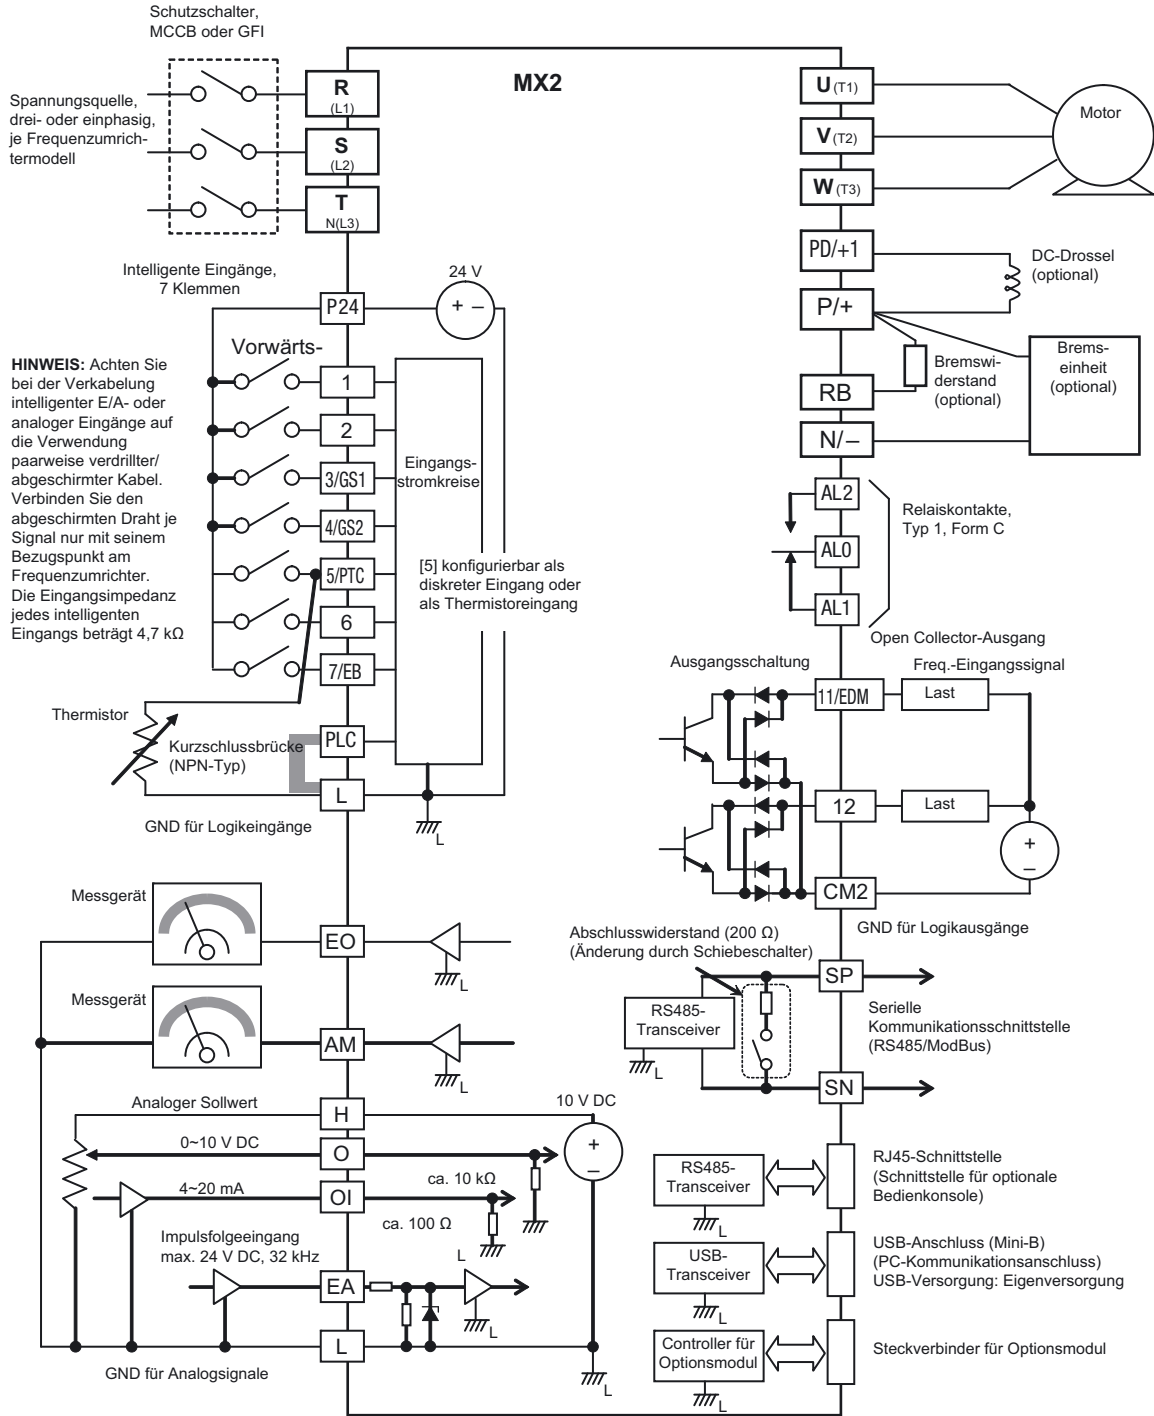 Schutzschalter,
MCCB oder GFI
MX2
Spannungsquelle,
drei- oder einphasig,
je Frequenzumrich-
termodell
R
(L1)
S
(L2)
T
N(L3)
U(T1)
V(T2)
W(T3)
Motor
PD/+1
P/+
DC-Drossel
(optional)
Bremswi-
derstand
(optional)
Brems-
einheit
(optional)
RB
N/–
Intelligente Eingänge,
7 Klemmen
24 V
+ –
P24
Vorwärts-
HINWEIS: Achten Sie
bei der Verkabelung
intelligenter E/A- oder
analoger Eingänge auf
die Verwendung
paarweise verdrillter/
abgeschirmter Kabel.
Verbinden Sie den
abgeschirmten Draht je
Signal nur mit seinem
Bezugspunkt am
Frequenzumrichter.
Die Eingangsimpedanz
jedes intelligenten
Eingangs beträgt 4,7 kΩ
1
2
3/GS1
4/GS2
5/PTC
6
7/EB
Eingangs-
stromkreise
[5] konfigurierbar als
diskreter Eingang oder
als Thermistoreingang
Thermistor
Kurzschlussbrücke
(NPN-Typ)
PLC
L
L
GND für Logikeingänge
AL2
AL0
AL1
Relaiskontakte,
Typ 1, Form C
Open Collector-Ausgang
Ausgangsschaltung
Freq.-Eingangssignal
11/EDM
Last
12
Last
+
–
CM2
GND für Logikausgänge
Messgerät
EO
L
Messgerät
AM
L
Abschlusswiderstand (200 Ω)
(Änderung durch Schiebeschalter)
RS485-
Transceiver
L
SP
SN
Serielle
Kommunikationsschnittstelle
(RS485/ModBus)
Analoger Sollwert
H
10 V DC
+
–
0~10 V DC
O
ca. 10 kΩ
4~20 mA
OI
ca. 100 Ω
Impulsfolgeeingang
max. 24 V DC, 32 kHz
EA
L
L
L
L
GND für Analogsignale
RS485-
Transceiver
L
RJ45-Schnittstelle
(Schnittstelle für optionale
Bedienkonsole)
USB-
Transceiver
L
USB-Anschluss (Mini-B)
(PC-Kommunikationsanschluss)
USB-Versorgung: Eigenversorgung
Controller für
Optionsmodul
L
Steckverbinder für Optionsmodul